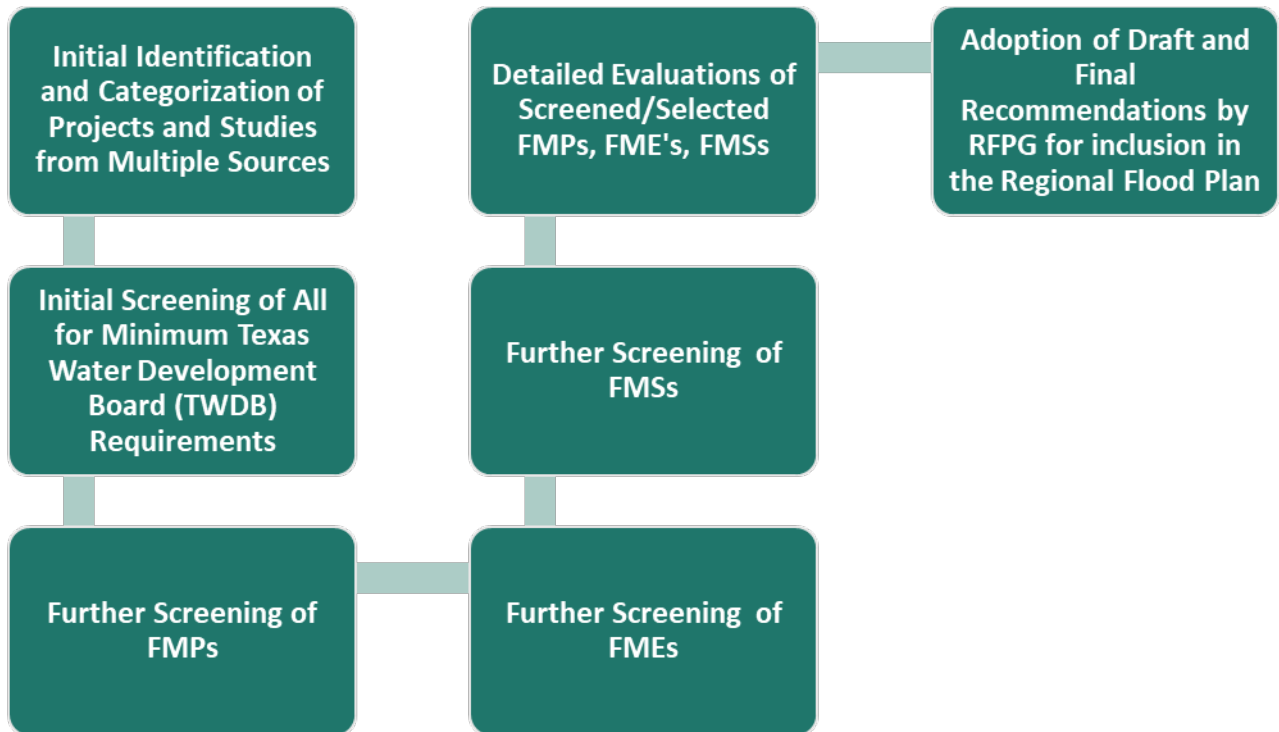 Initial Identification
and Categorization of
Projects and Studies
from Multiple Sources
Initial Screening of All
for Minimum Texas
Water Development
Board (TWDB)
Requirements
Further Screening of
FMPs
Further Screening of
FMEs
Further Screening of
FMSs
Detailed Evaluations of
Screened/Selected
FMPs, FME's, FMSs
Adoption of Draft and
Final
Recommendations by
RFPG for inclusion in
the Regional Flood Plan